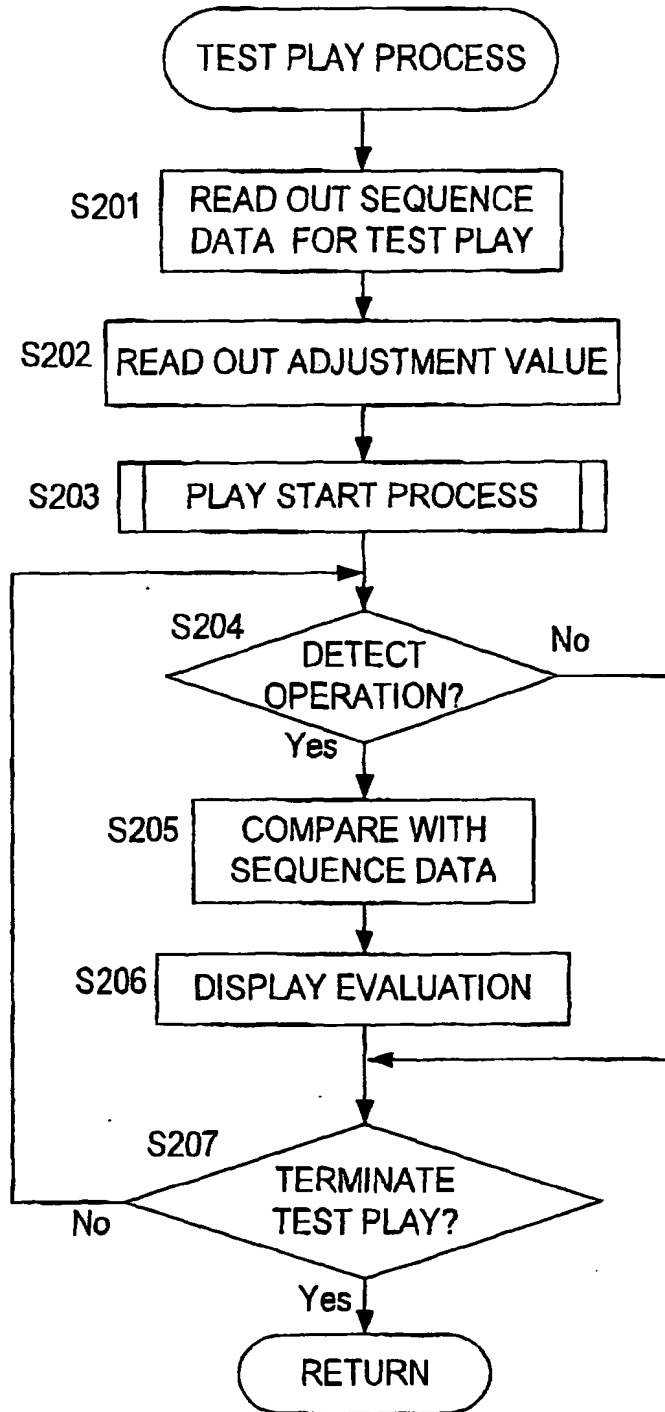 TEST PLAY PROCESS
S201
READ OUT SEQUENCE
DATA FOR TEST PLAY
S202
READ OUT ADJUSTMENT VALUE
S203
PLAY START PROCESS
S204
DETECT
OPERATION?
No
Yes
S205
COMPARE WITH
SEQUENCE DATA
S206
DISPLAY EVALUATION
S207
TERMINATE
TEST PLAY?
No
Yes
RETURN